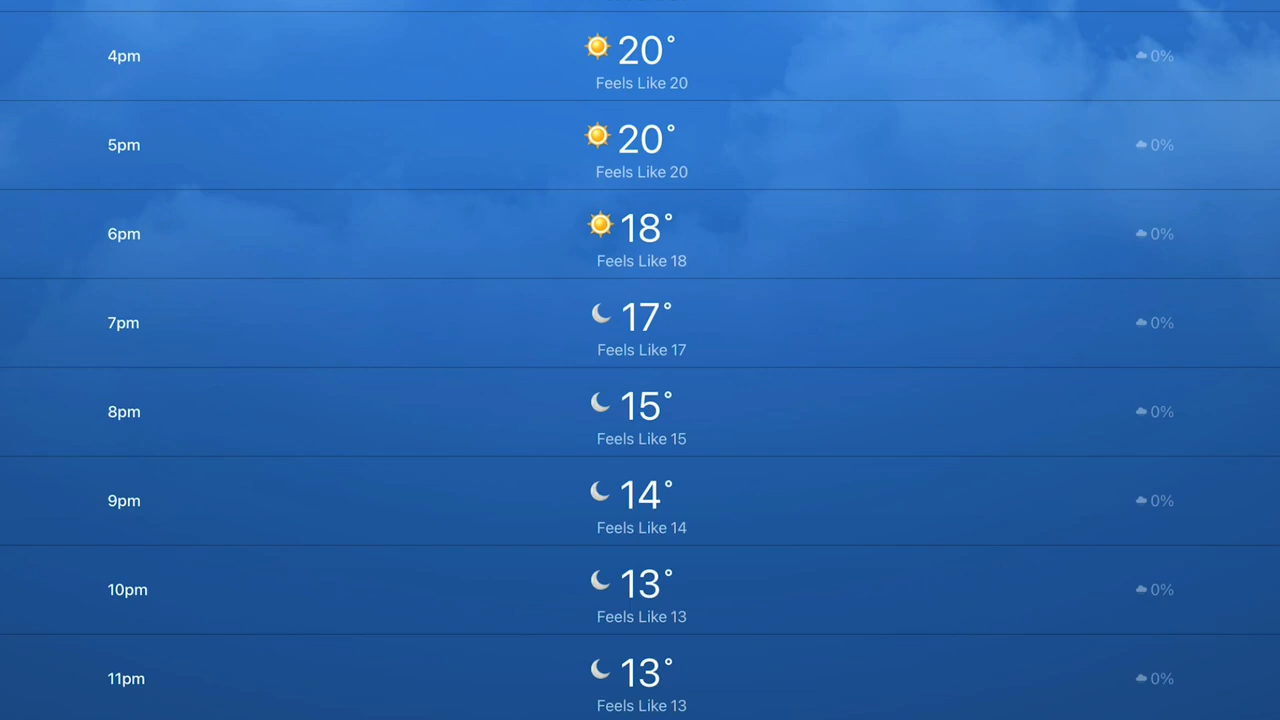 4pm
20°
0%
Feels Like 20
5pm
20°
0%
Feels Like 20
6pm
18°
0%
Feels Like 18
7pm
17°
0%
Feels Like 17
8pm
15°
0%
Feels Like 15
9pm
14°
0%
Feels Like 14
10pm
13°
0%
Feels Like 13
11pm
13°
0%
Feels Like 13